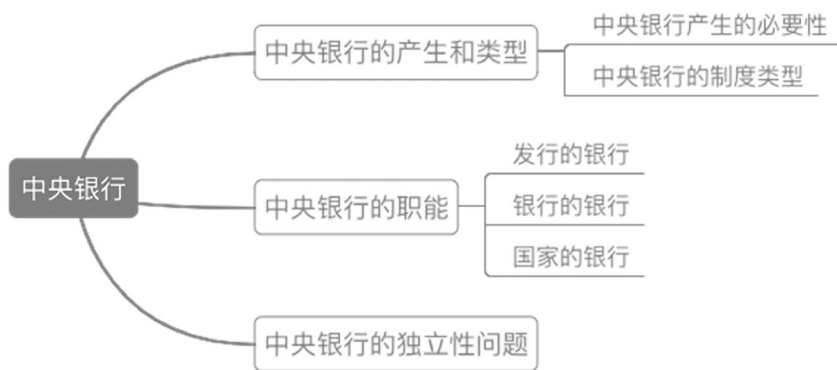 中央银行
中央银行的产生和类型
中央银行产生的必要性
中央银行的制度类型
中央银行的职能
发行的银行
银行的银行
国家的银行
中央银行的独立性问题